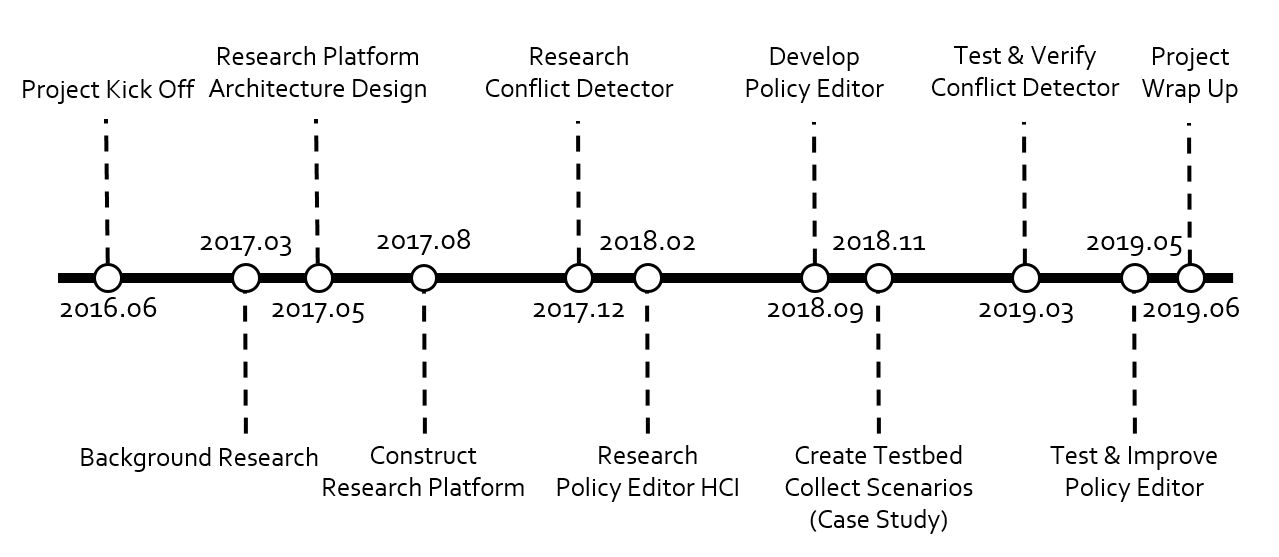 Project Kick Off
Research Platform
Architecture Design
Research
Conflict Detector
Develop
Policy Editor
Test & Verify
Conflict Detector
Project
Wrap Up
2016.06
2017.03
2017.05
2017.08
2017.12
2018.02
2018.09
2018.11
2019.03
2019.05
2019.06
Background Research
Construct
Research Platform
Research
Policy Editor HCI
Create Testbed
Collect Scenarios
(Case Study)
Test & Improve
Policy Editor